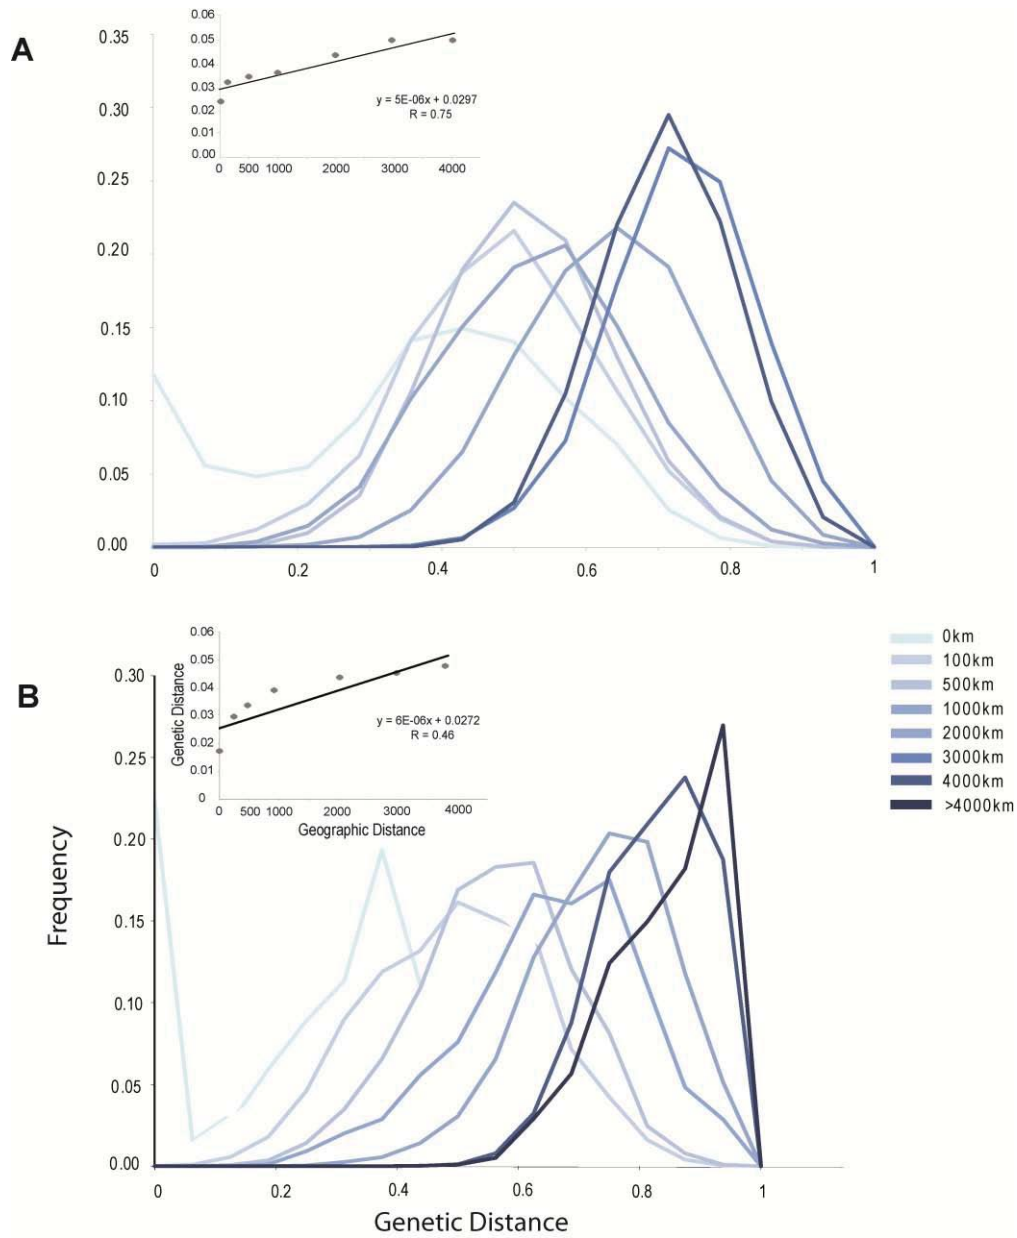 A
0.35
0.30
0.25
0.20
0.15
0.10
0.05
0.00
0 0.2 0.4 0.6 0.8 1
0.06
0.05
0.04
0.03
0.02
0.01
0.00
0 500 1000 2000 3000 4000
y = 5E-06x + 0.0297
R = 0.75
B
0.30
0.25
0.20
0.15
0.10
0.05
0.00
0 0.2 0.4 0.6 0.8 1
Frequency
Genetic Distance
0.06
0.05
0.04
0.03
0.02
0.01
0
Genetic Distance
0 500 1000 2000 3000 4000
Geographic Distance
y = 6E-06x + 0.0272
R = 0.46
0km
100km
500km
1000km
2000km
3000km
4000km
>4000km